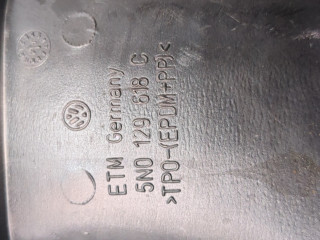 ETM Germany
5N0 129 618 C
>TPO-(EPDM+PP)<